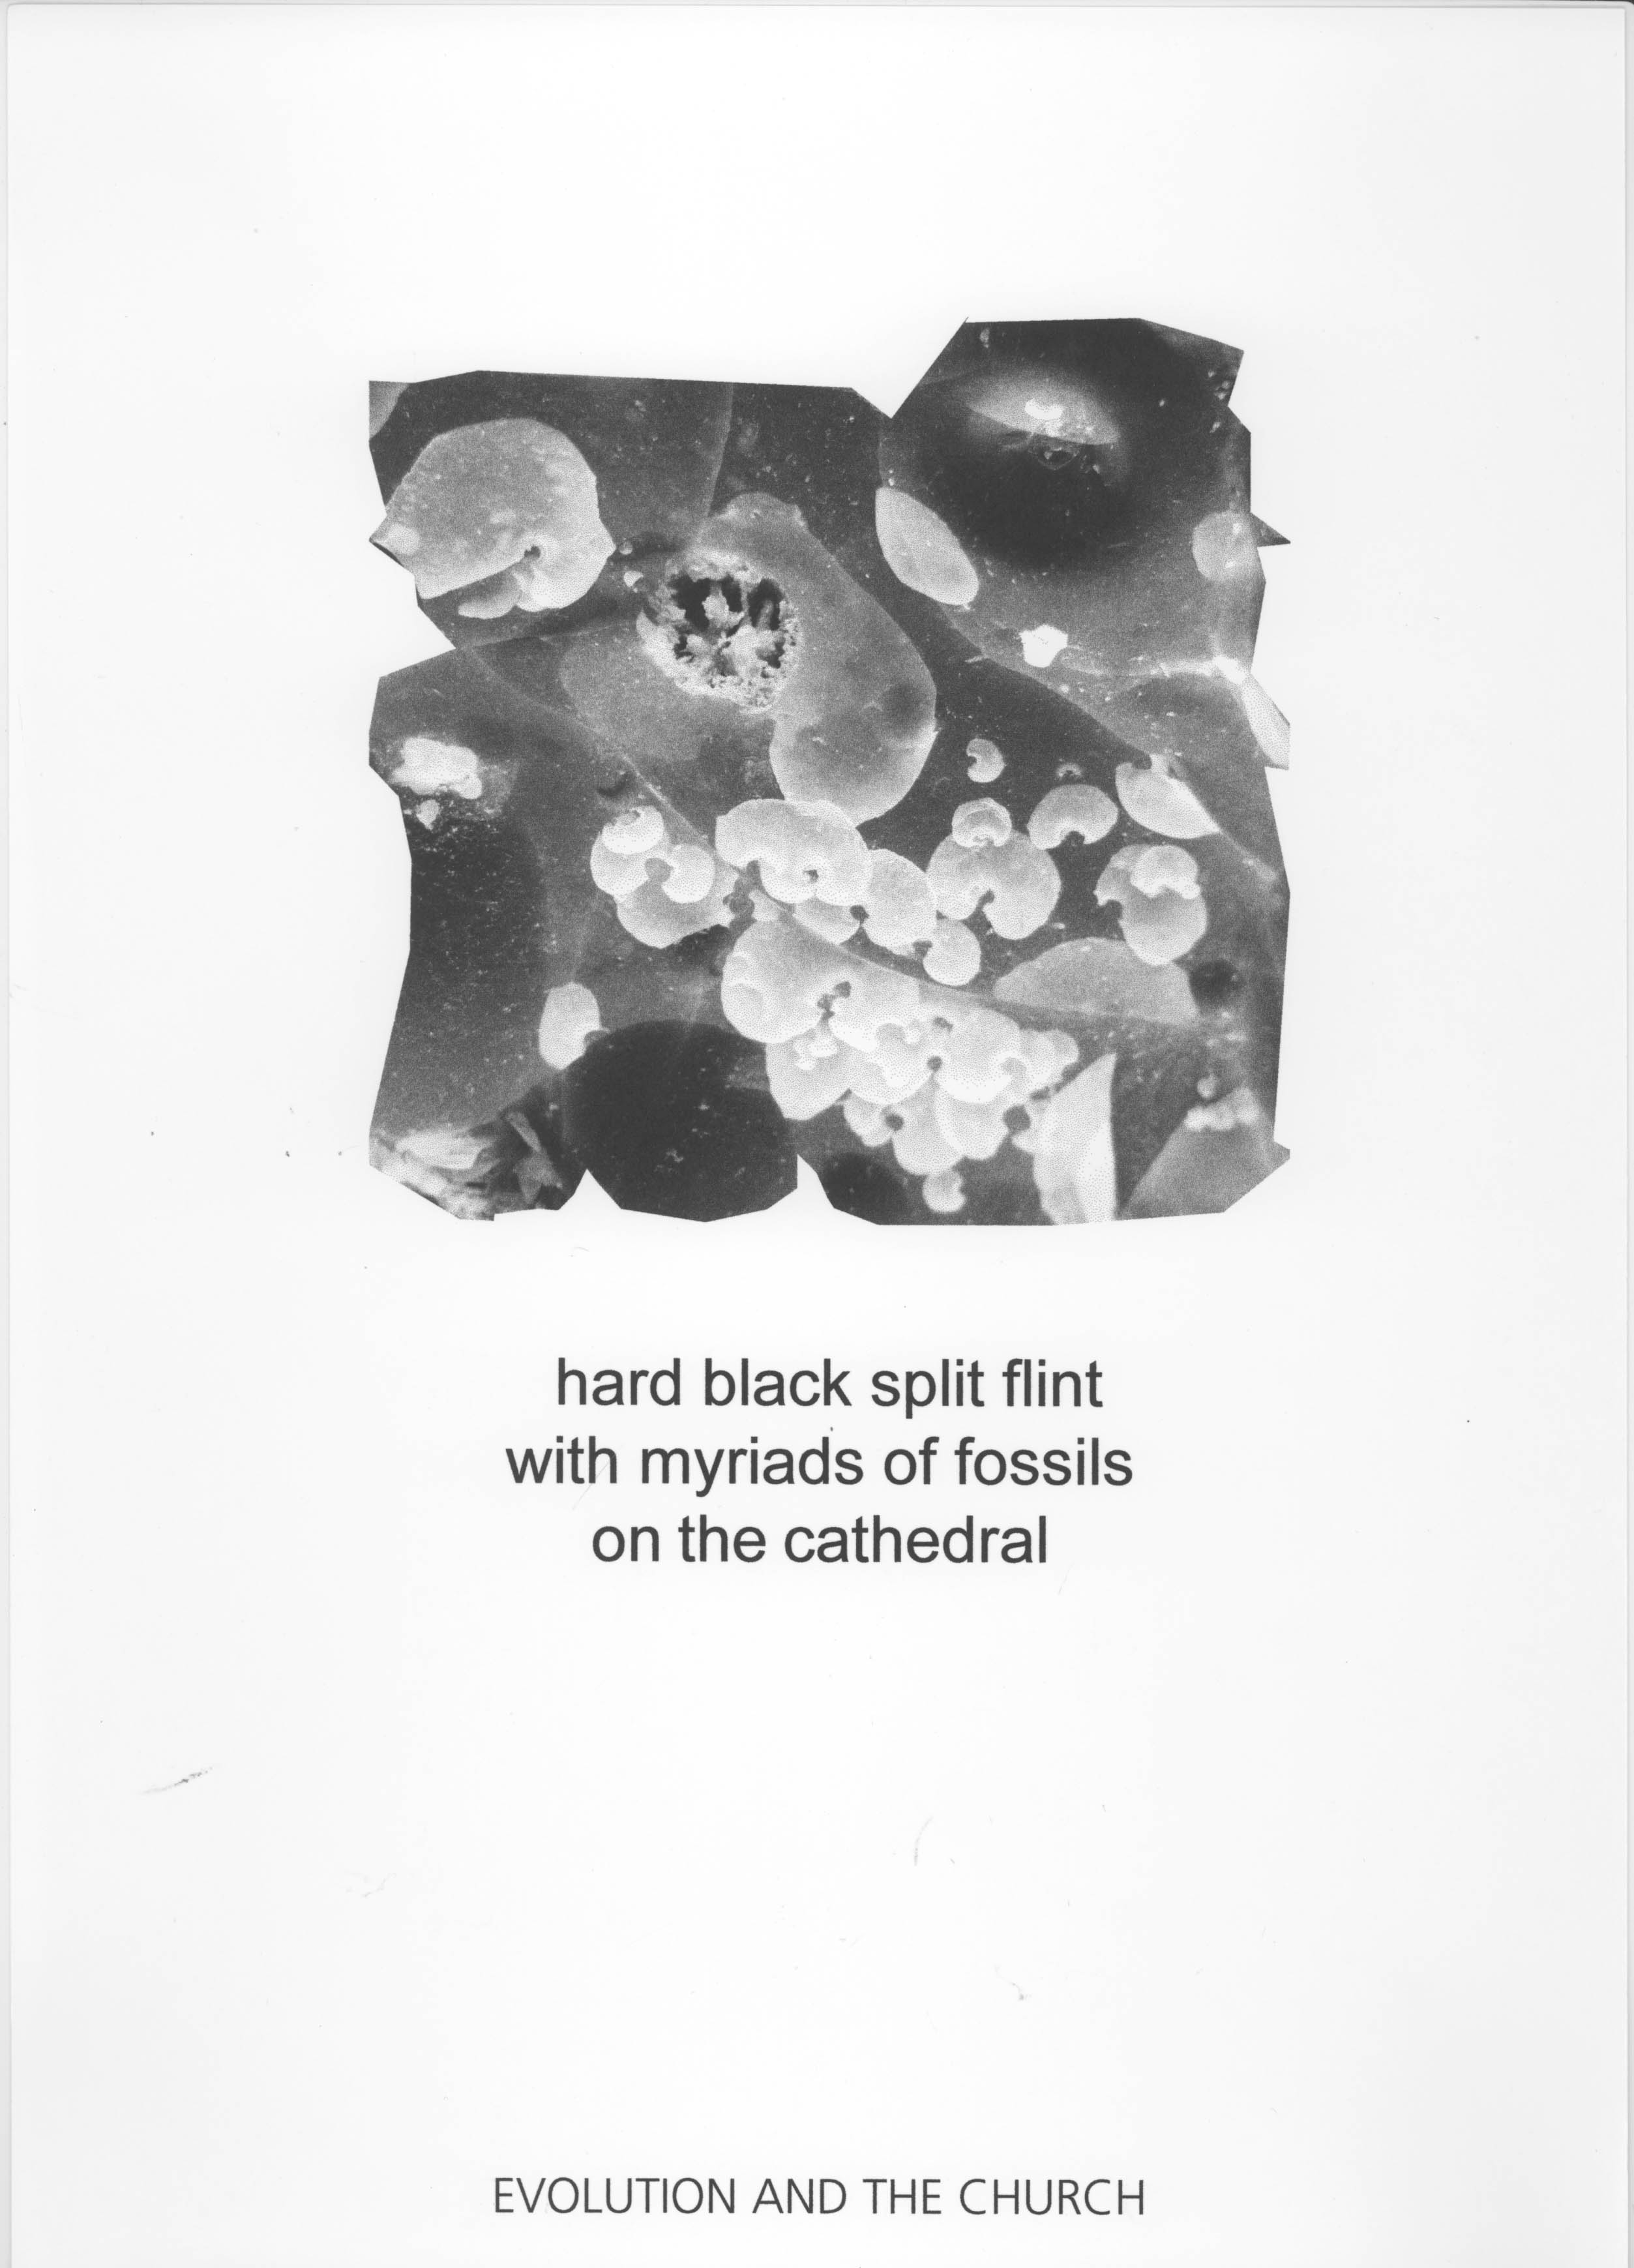 hard black split flint
with myriads of fossils
on the cathedral
EVOLUTION AND THE CHURCH